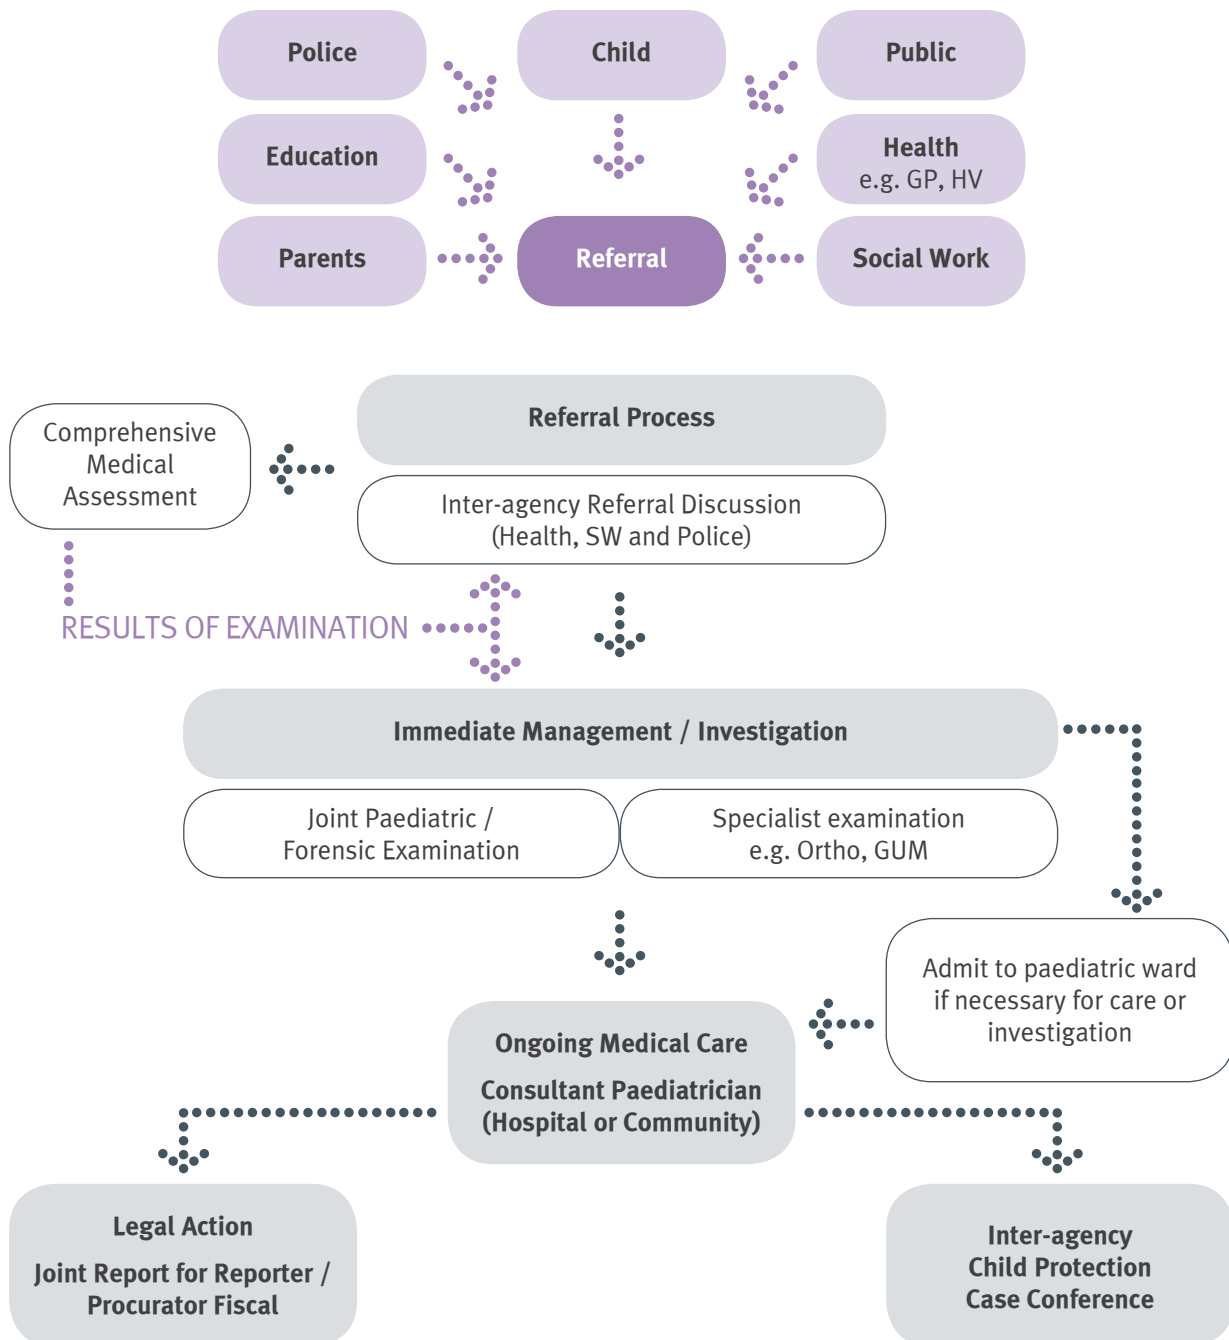 Police
Child
Public
Education
Health
e.g. GP, HV
Parents
Referral
Social Work
Referral Process
Comprehensive
Medical
Assessment
Inter-agency Referral Discussion
(Health, SW and Police)
RESULTS OF EXAMINATION
Immediate Management / Investigation
Joint Paediatric /
Forensic Examination
Specialist examination
e.g. Ortho, GUM
Admit to paediatric ward
if necessary for care or
investigation
Ongoing Medical Care
Consultant Paediatrician
(Hospital or Community)
Legal Action
Joint Report for Reporter /
Procurator Fiscal
Inter-agency
Child Protection
Case Conference